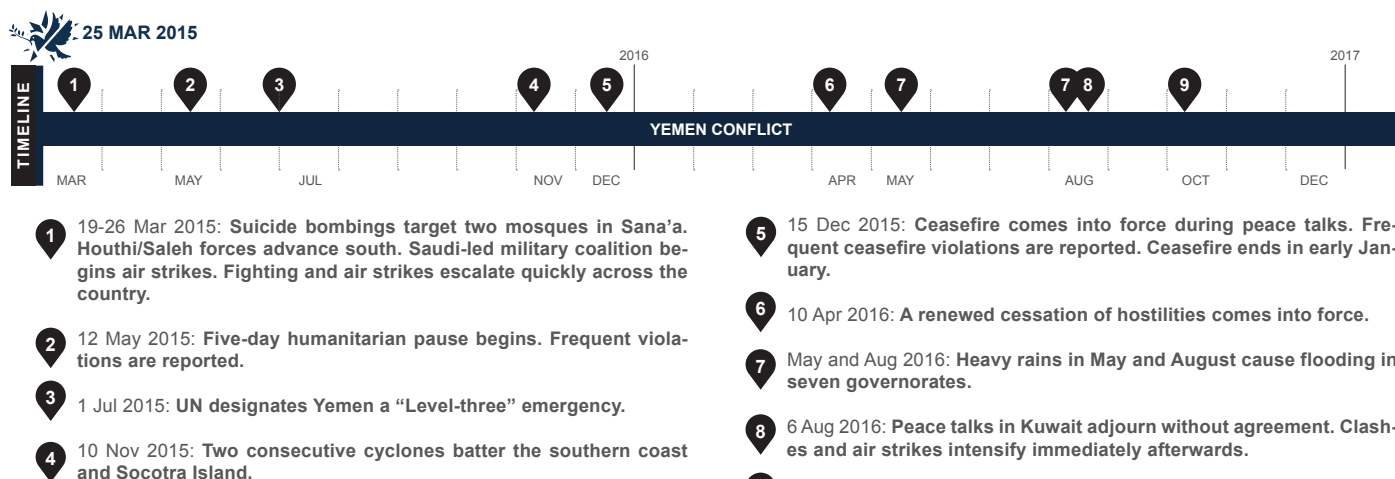 25 MAR 2015
2016
2017
TIMELINE
1 2 3 4 5 6 7 7 8 9
YEMEN CONFLICT
MAR MAY JUL NOV DEC APR MAY AUG OCT DEC
1 19-26 Mar 2015: Suicide bombings target two mosques in Sana’a.
Houthi/Saleh forces advance south. Saudi-led military coalition be-
gins air strikes. Fighting and air strikes escalate quickly across the
country.
2 12 May 2015: Five-day humanitarian pause begins. Frequent viola-
tions are reported.
3 1 Jul 2015: UN designates Yemen a “Level-three” emergency.
4 10 Nov 2015: Two consecutive cyclones batter the southern coast
and Socotra Island.
5 15 Dec 2015: Ceasefire comes into force during peace talks. Fre-
quent ceasefire violations are reported. Ceasefire ends in early Jan-
uary.
6 10 Apr 2016: A renewed cessation of hostilities comes into force.
7 May and Aug 2016: Heavy rains in May and August cause flooding in
seven governorates.
8 6 Aug 2016: Peace talks in Kuwait adjourn without agreement. Clash-
es and air strikes intensify immediately afterwards.